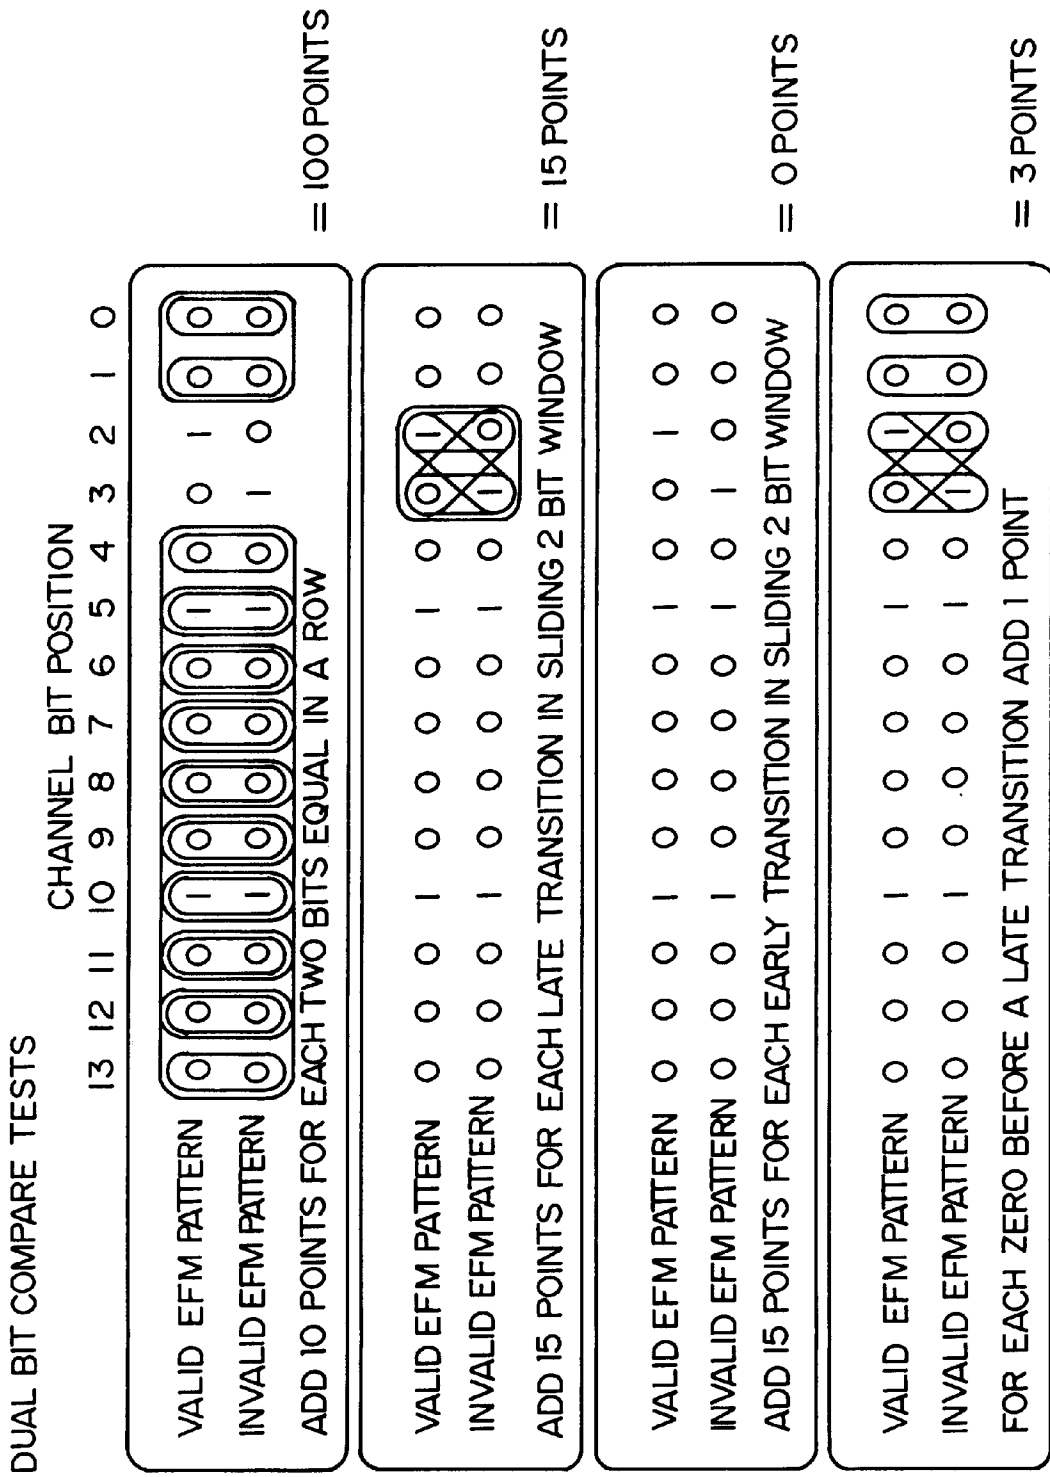 DUAL BIT COMPARE TESTS
CHANNEL BIT POSITION
13 12 11 10 9 8 7 6 5 4 3 2 1 0
VALID EFM PATTERN 0 0 0 1 0 0 0 0 1 0 0 1 0 0
INVALID EFM PATTERN 0 0 0 1 0 0 0 0 1 0 1 0 0 0
ADD 10 POINTS FOR EACH TWO BITS EQUAL IN A ROW
= 100 POINTS
VALID EFM PATTERN 0 0 0 1 0 0 0 0 1 0 0 1 0 0
INVALID EFM PATTERN 0 0 0 1 0 0 0 0 1 0 1 0 0 0
ADD 15 POINTS FOR EACH LATE TRANSITION IN SLIDING 2 BIT WINDOW
= 15 POINTS
VALID EFM PATTERN 0 0 0 1 0 0 0 0 1 0 0 1 0 0
INVALID EFM PATTERN 0 0 0 1 0 0 0 0 1 0 1 0 0 0
ADD 15 POINTS FOR EACH EARLY TRANSITION IN SLIDING 2 BIT WINDOW
= 0 POINTS
VALID EFM PATTERN 0 0 0 1 0 0 0 0 1 0 0 1 0 0
INVALID EFM PATTERN 0 0 0 1 0 0 0 0 1 0 1 0 0 0
FOR EACH ZERO BEFORE A LATE TRANSITION ADD 1 POINT
= 3 POINTS